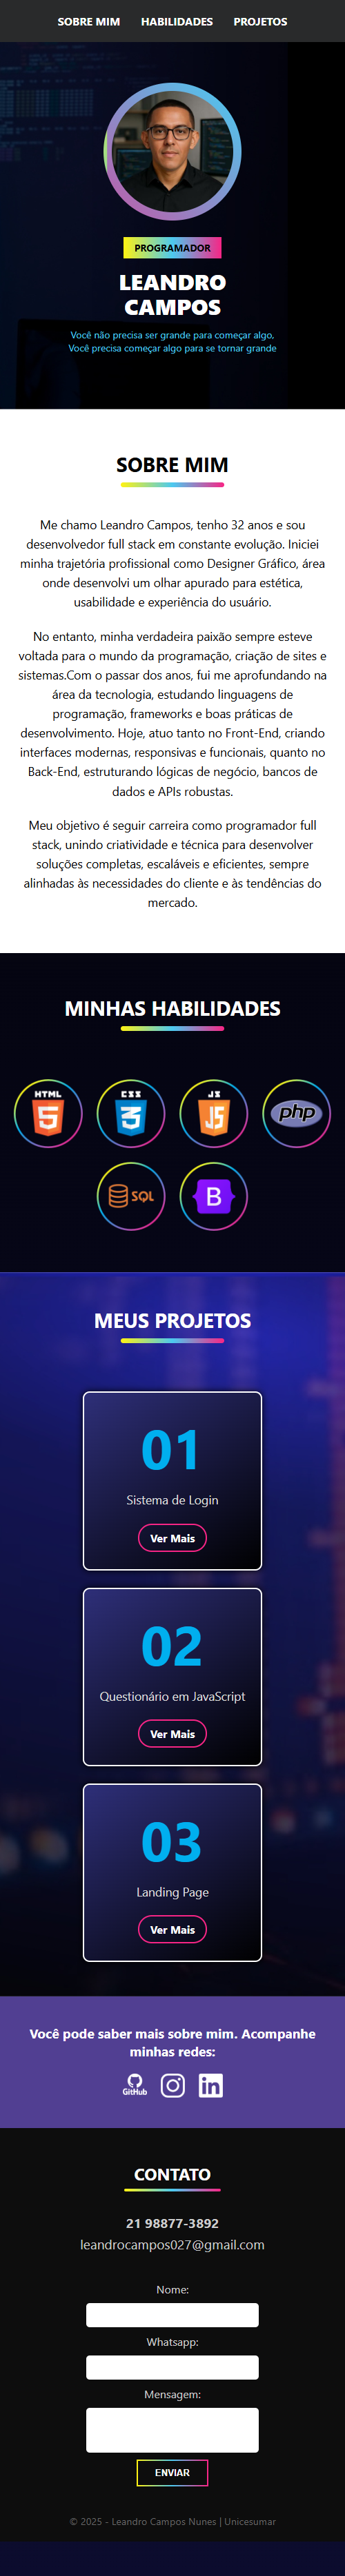 SOBRE MIM HABILIDADES PROJETOS
PROGRAMADOR
LEANDRO
CAMPOS
Você não precisa ser grande para começar algo,
Você precisa começar algo para se tornar grande
SOBRE MIM
Me chamo Leandro Campos, tenho 32 anos e sou
desenvolvedor full stack em constante evolução. Iniciei
minha trajetória profissional como Designer Gráfico, área
onde desenvolvi um olhar apurado para estética,
usabilidade e experiência do usuário.
No entanto, minha verdadeira paixão sempre esteve
voltada para o mundo da programação, criação de sites e
sistemas.Com o passar dos anos, fui me aprofundando na
área da tecnologia, estudando linguagens de
programação, frameworks e boas práticas de
desenvolvimento. Hoje, atuo tanto no Front-End, criando
interfaces modernas, responsivas e funcionais, quanto no
Back-End, estruturando lógicas de negócio, bancos de
dados e APIs robustas.
Meu objetivo é seguir carreira como programador full
stack, unindo criatividade e técnica para desenvolver
soluções completas, escaláveis e eficientes, sempre
alinhadas às necessidades do cliente e às tendências do
mercado.
MINHAS HABILIDADES
HTML 5 CSS 3 JS JS php
SQL B
MEUS PROJETOS
01
Sistema de Login
Ver Mais
02
Questionário em JavaScript
Ver Mais
03
Landing Page
Ver Mais
Você pode saber mais sobre mim. Acompanhe
minhas redes:
GitHub in
CONTATO
21 98877-3892
leandrocampos027@gmail.com
Nome:
Whatsapp:
Mensagem:
ENVIAR
© 2025 - Leandro Campos Nunes | Unicesumar